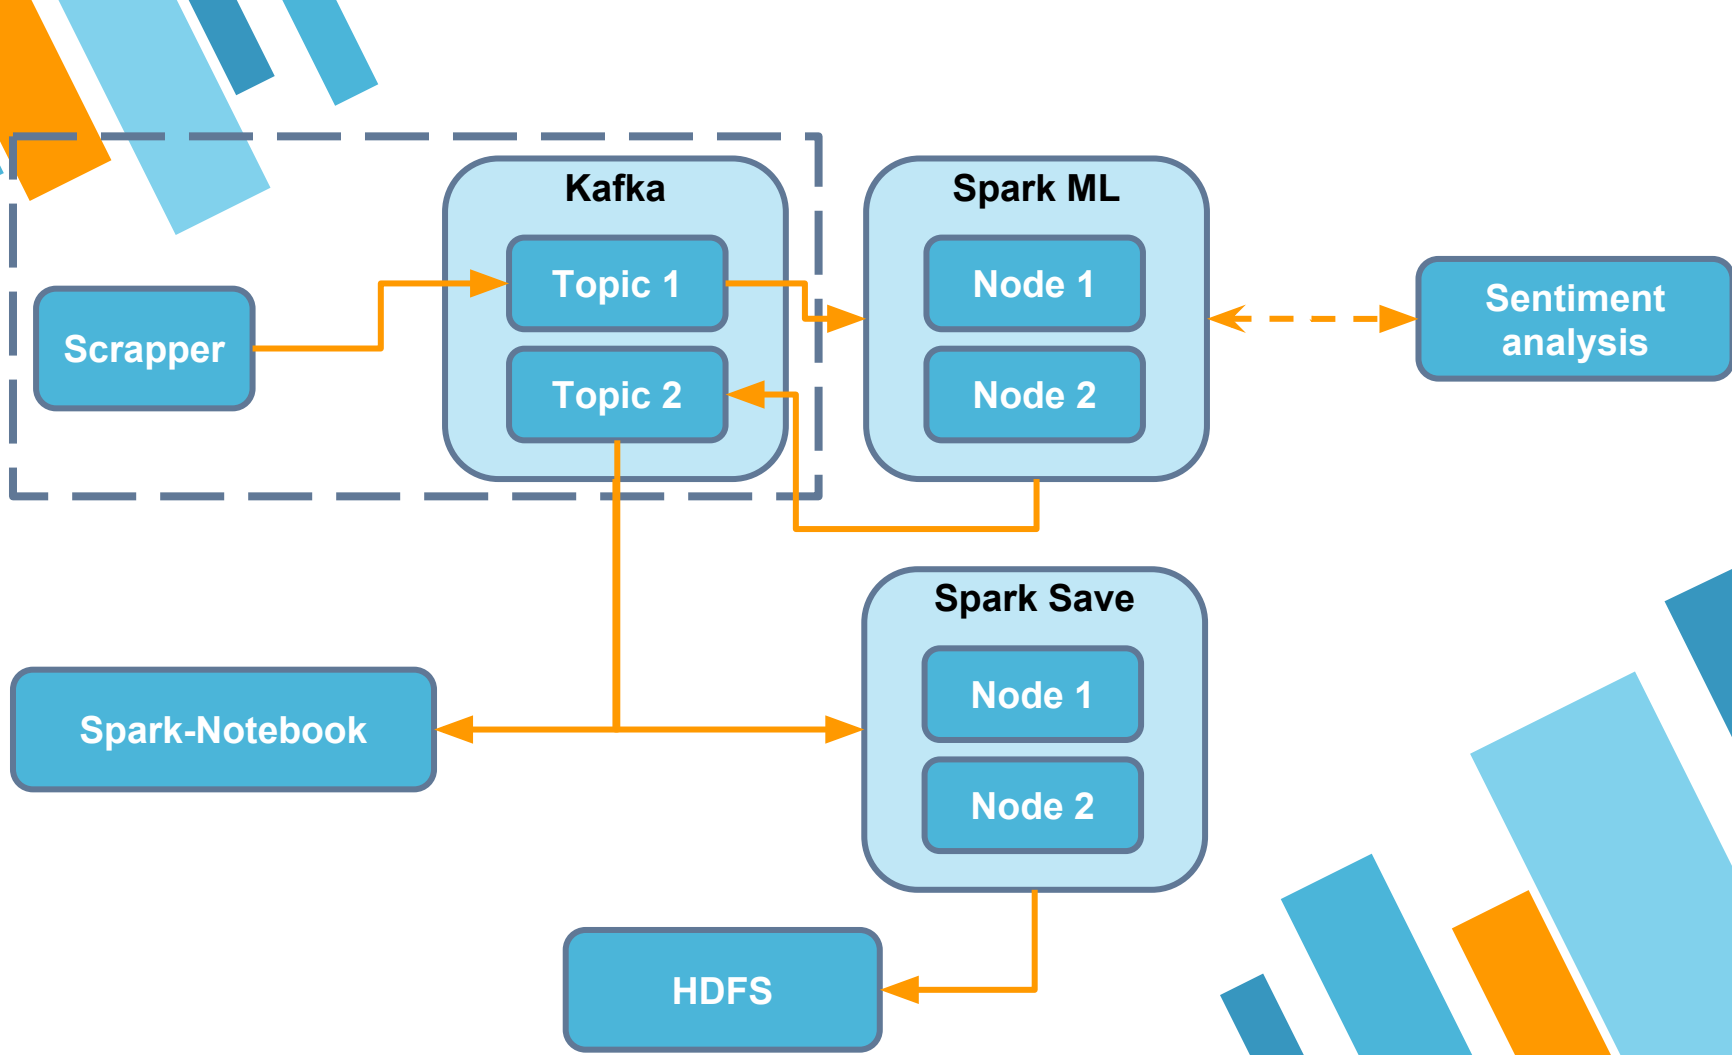 Kafka
Spark ML
Topic 1
Node 1
Scrapper
Sentiment
analysis
Topic 2
Node 2
Spark Save
Node 1
Spark-Notebook
Node 2
HDFS